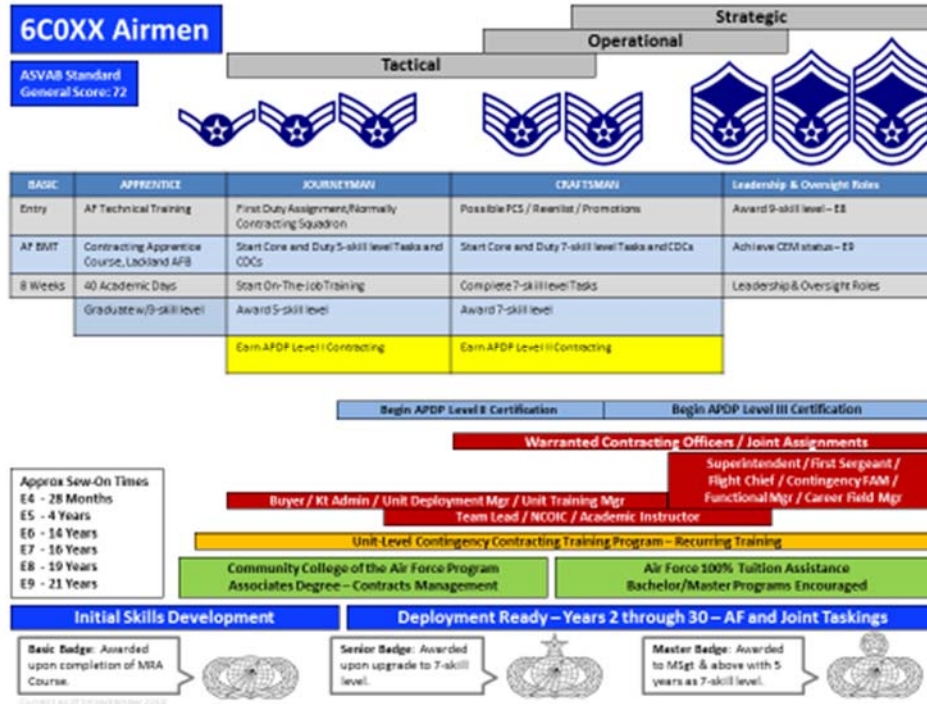 6C0XX Airmen
ASVAB Standard
General Score: 72
Strategic
Operational
Tactical
BASIC
APPRENTICE
JOURNEYMAN
CRAFTSMAN
Leadership & Oversight Roles
Entry
AF Technical Training
First Duty Assignment/Normally
Contracting Squadron
Possible PCS / Reenlist / Promotions
Award 9-skill level – E8
AF BMT
Contracting Apprentice
Course, Lackland AFB
Start Core and Duty 5-skill level Tasks and
CDCs
Start Core and Duty 7-skill level Tasks and CDCs
Achieve CEM status – E9
8 Weeks
40 Academic Days
Start On-The-Job Training
Complete 7-skill level Tasks
Leadership & Oversight Roles
Graduate w/3-skill level
Award 5-skill level
Award 7-skill level
Earn APDP Level I Contracting
Earn APDP Level II Contracting
Begin APDP Level II Certification
Begin APDP Level III Certification
Warranted Contracting Officers / Joint Assignments
Superintendent / First Sergeant /
Flight Chief / Contingency FAM /
Functional Mgr / Career Field Mgr
Buyer / Kt Admin / Unit Deployment Mgr / Unit Training Mgr
Team Lead / NCOIC / Academic Instructor
Approx Sew-On Times
E4 - 28 Months
E5 - 4 Years
E6 - 14 Years
E7 - 16 Years
E8 - 19 Years
E9 - 21 Years
Unit-Level Contingency Contracting Training Program – Recurring Training
Community College of the Air Force Program
Associates Degree – Contracts Management
Air Force 100% Tuition Assistance
Bachelor/Master Programs Encouraged
Initial Skills Development
Deployment Ready – Years 2 through 30 – AF and Joint Taskings
Basic Badge: Awarded
upon completion of MRA
Course.
Senior Badge: Awarded
upon upgrade to 7-skill
level.
Master Badge: Awarded
to MSgt & above with 5
years as 7-skill level.